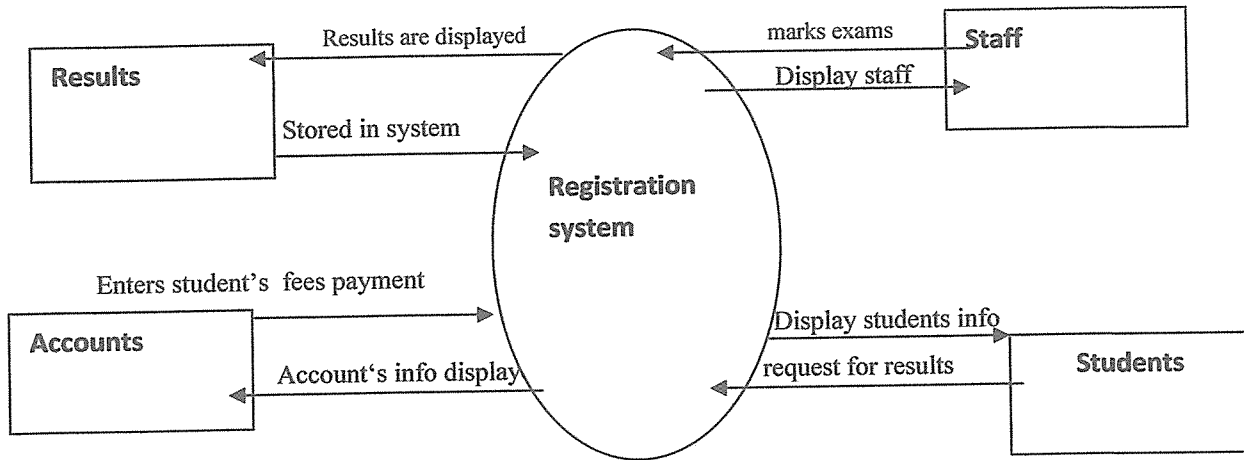 Results are displayed
marks exams
Staff
Results
Display staff
Stored in system
Registration
system
Enters student's fees payment
Accounts
Display students info
Account‘s info display
request for results
Students